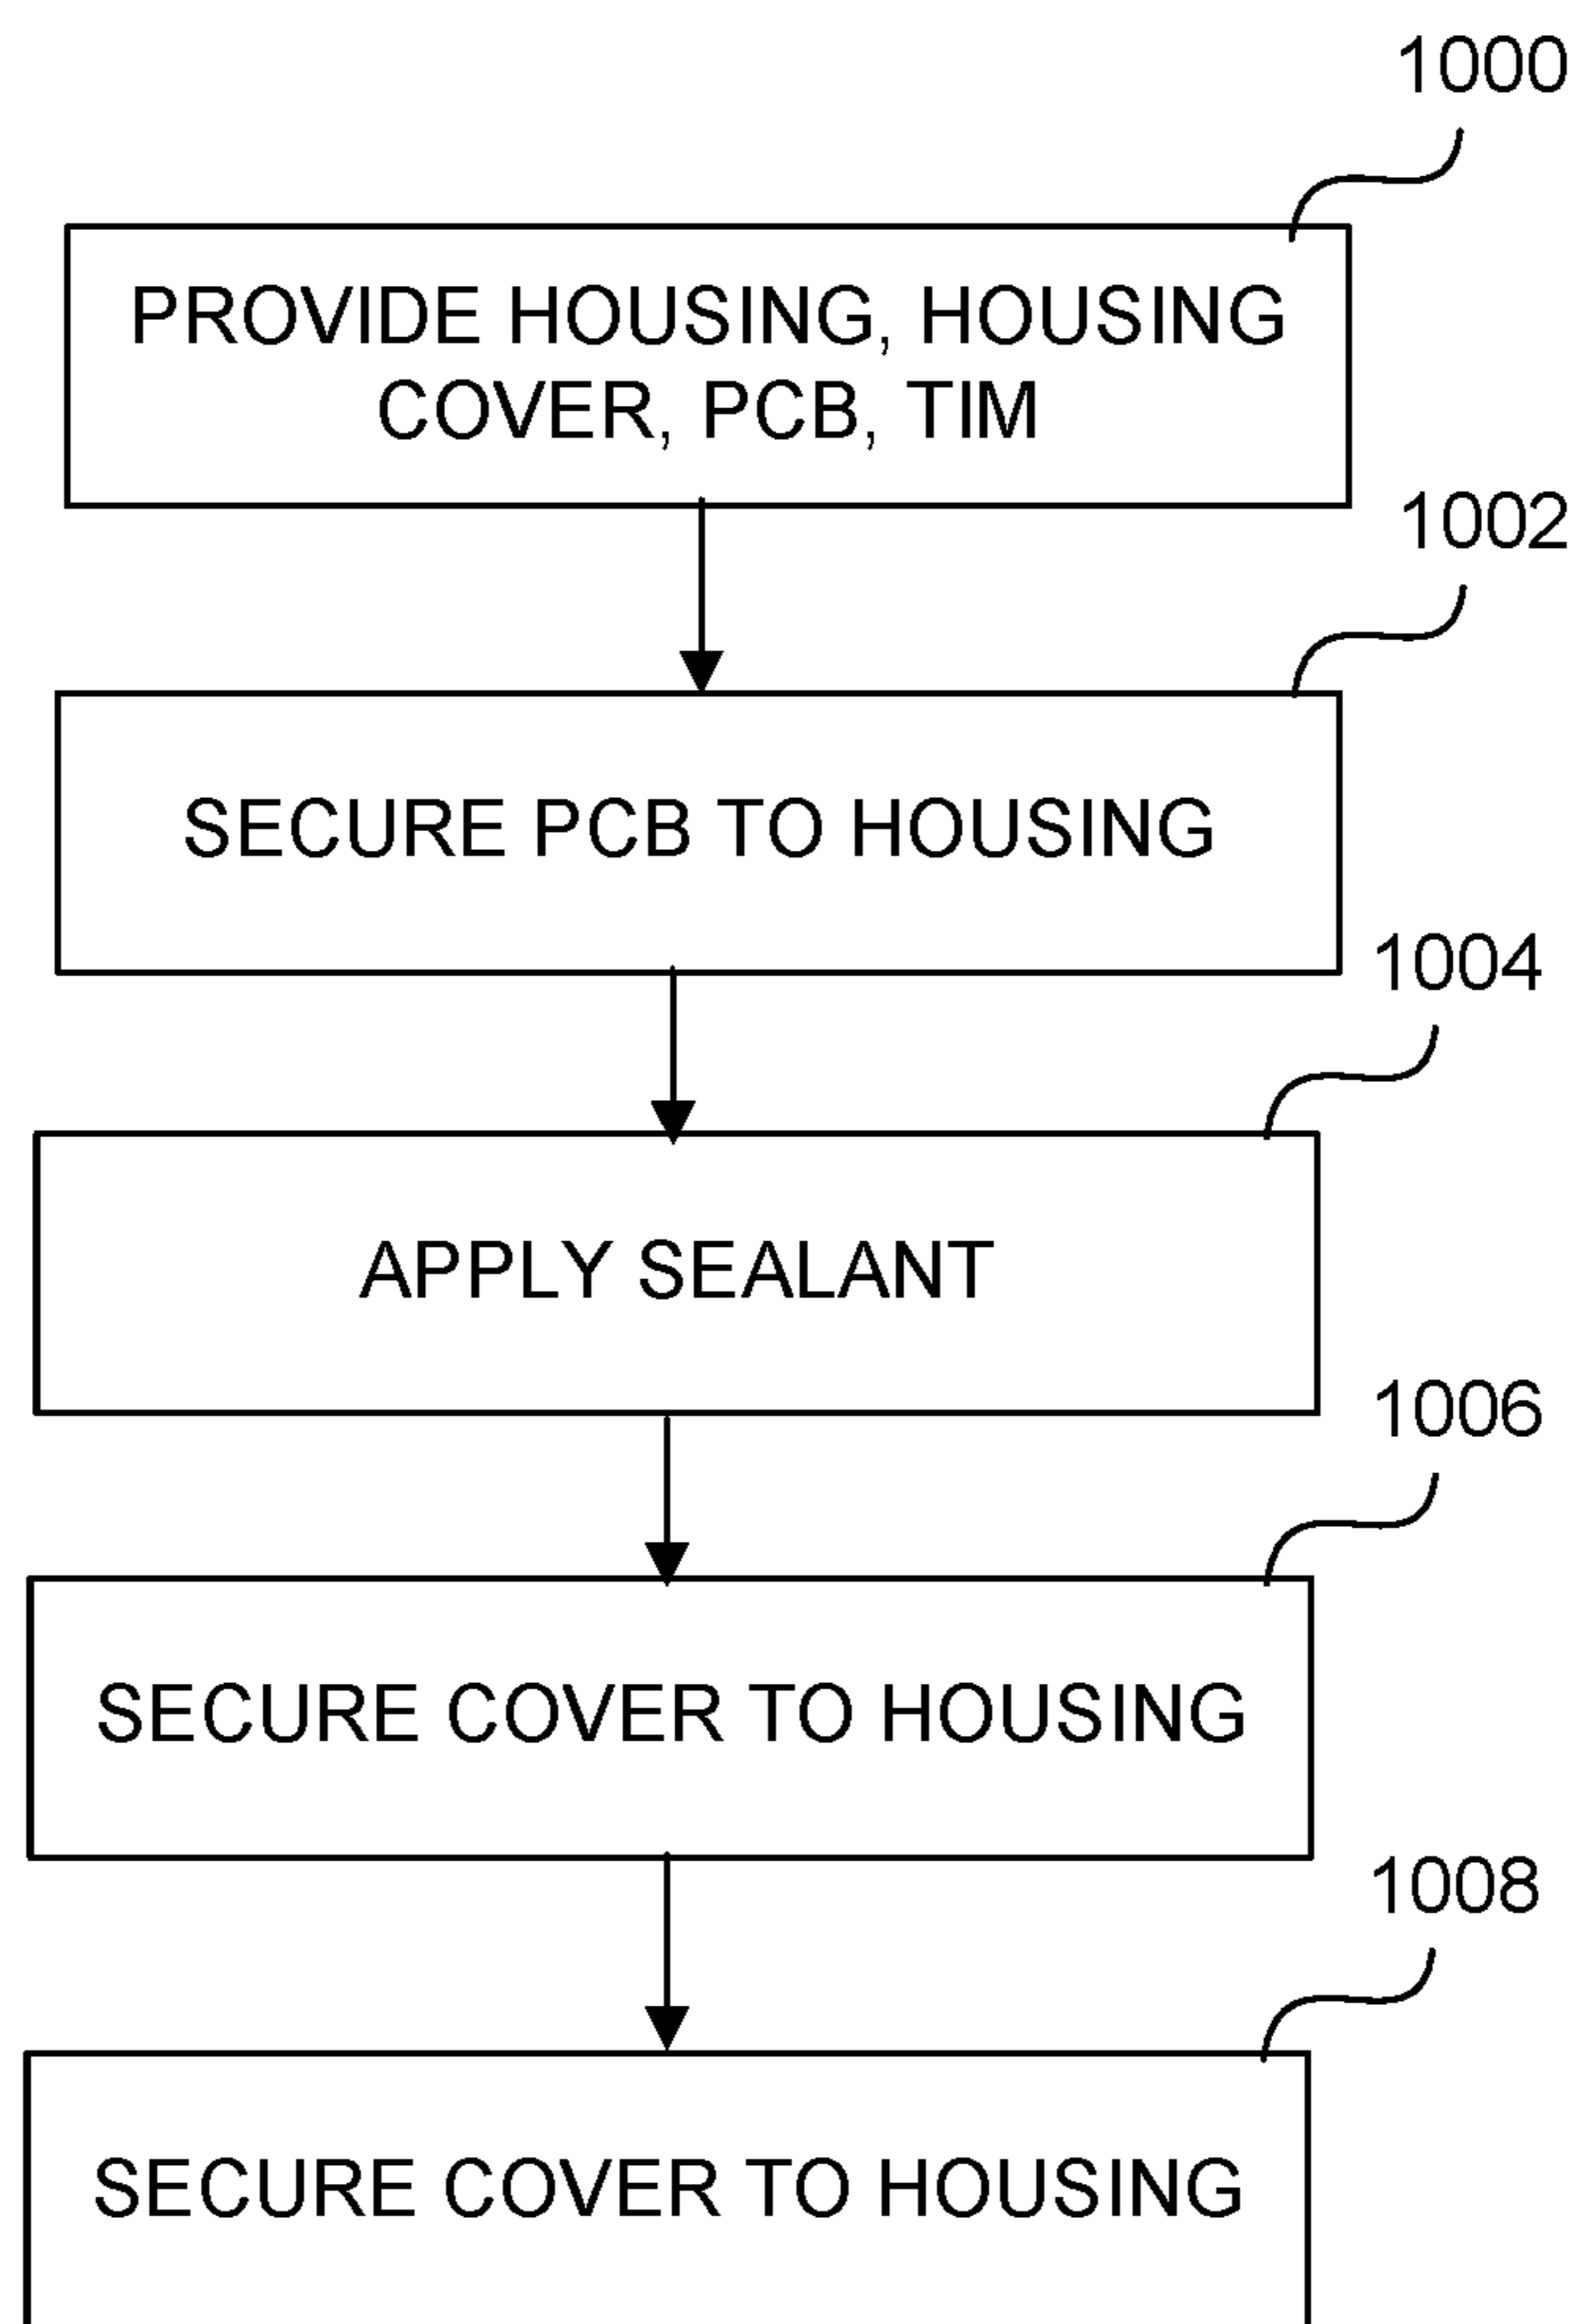 1000
PROVIDE HOUSING, HOUSING
COVER, PCB, TIM
1002
SECURE PCB TO HOUSING
1004
APPLY SEALANT
1006
SECURE COVER TO HOUSING
1008
SECURE COVER TO HOUSING